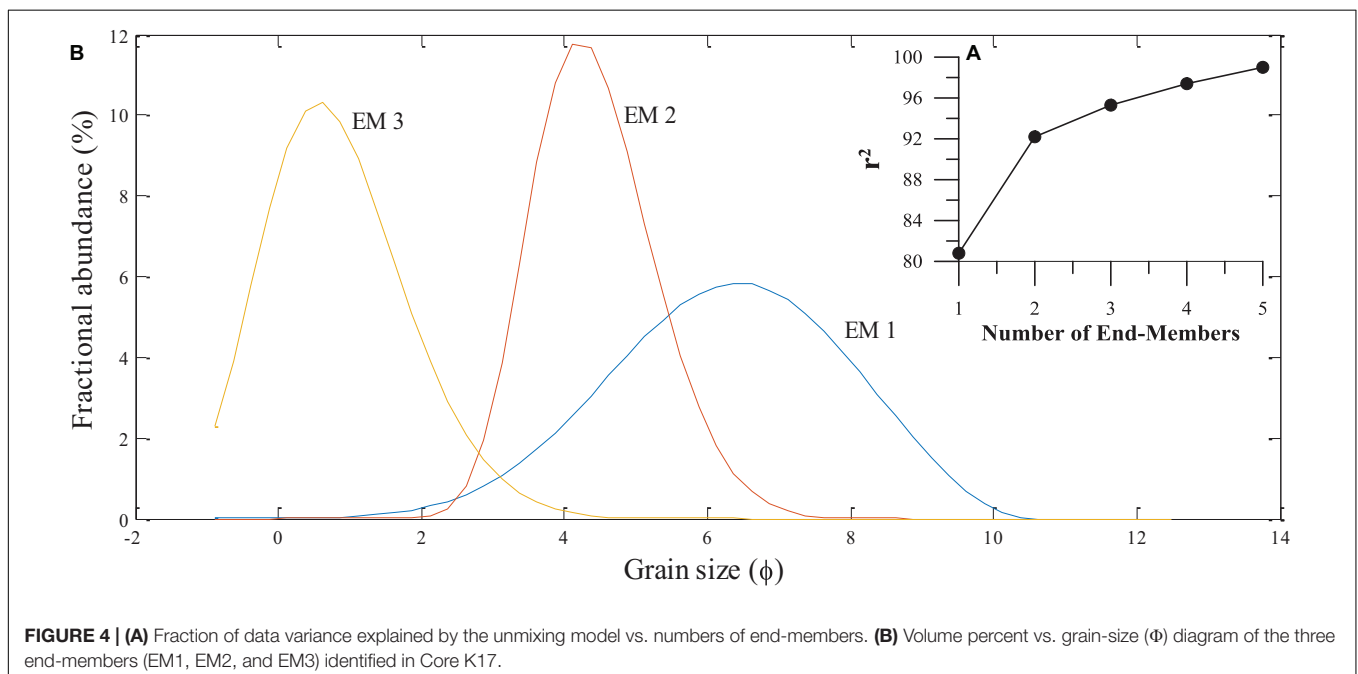 B
12
10
8
6
4
2
0
Fractional abundance (%)
-2
0
2
4
6
8
10
12
14
Grain size (ϕ)
EM 3
EM 2
EM 1
A
100
96
92
88
84
80
r²
1
2
3
4
5
Number of End-Members
FIGURE 4 | (A) Fraction of data variance explained by the unmixing model vs. numbers of end-members. (B) Volume percent vs. grain-size (Φ) diagram of the three
end-members (EM1, EM2, and EM3) identified in Core K17.